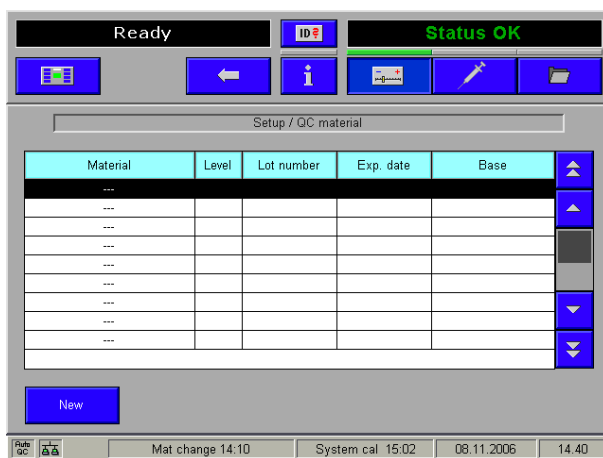 Ready ID? Status OK
i - +
Setup / QC material
Material Level Lot number Exp. date Base
---
---
---
---
---
---
---
---
---
New
Auto QC Mat change 14:10 System cal 15:02 08.11.2006 14.40